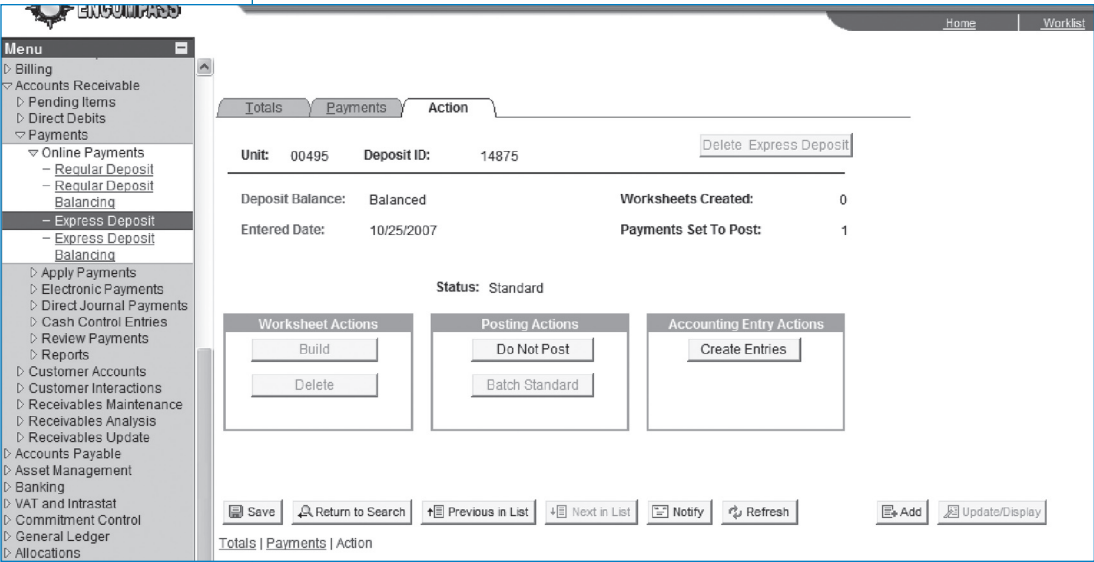 ENCOMPASS
Home
Worklist
Menu
Billing
Accounts Receivable
Pending Items
Direct Debits
Payments
Online Payments
– Regular Deposit
– Regular Deposit
Balancing
– Express Deposit
– Express Deposit
Balancing
Apply Payments
Electronic Payments
Direct Journal Payments
Cash Control Entries
Review Payments
Reports
Customer Accounts
Customer Interactions
Receivables Maintenance
Receivables Analysis
Receivables Update
Accounts Payable
Asset Management
Banking
VAT and Intrastat
Commitment Control
General Ledger
Allocations
Totals Payments Action
Unit: 00495 Deposit ID: 14875 Delete Express Deposit
Deposit Balance: Balanced Worksheets Created: 0
Entered Date: 10/25/2007 Payments Set To Post: 1
Status: Standard
Worksheet Actions
Build
Delete
Posting Actions
Do Not Post
Batch Standard
Accounting Entry Actions
Create Entries
Save Return to Search Previous in List Next in List Notify Refresh Add Update/Display
Totals | Payments | Action